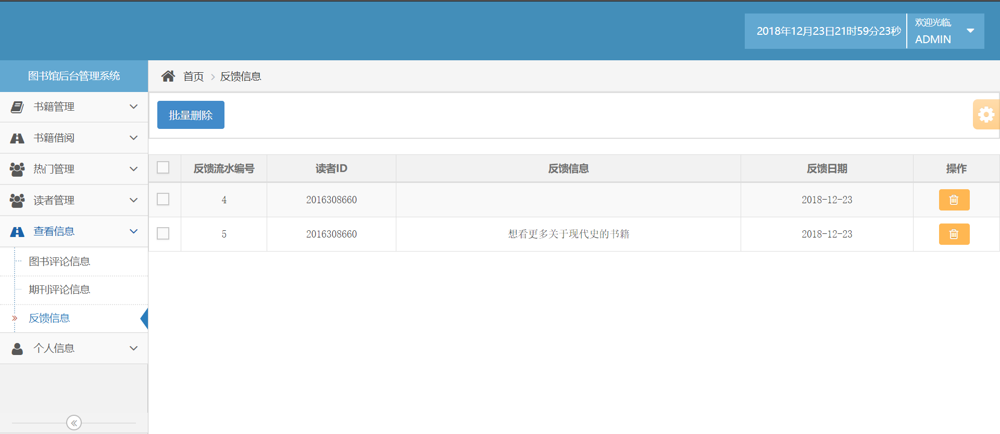 2018年12月23日21时59分23秒
欢迎光临,
ADMIN
图书馆后台管理系统
首页
反馈信息
书籍管理
书籍借阅
热门管理
读者管理
查看信息
图书评论信息
期刊评论信息
反馈信息
个人信息
批量删除
反馈流水编号 读者ID 反馈信息 反馈日期 操作
4 2016308660 2018-12-23
5 2016308660 想看更多关于现代史的书籍 2018-12-23